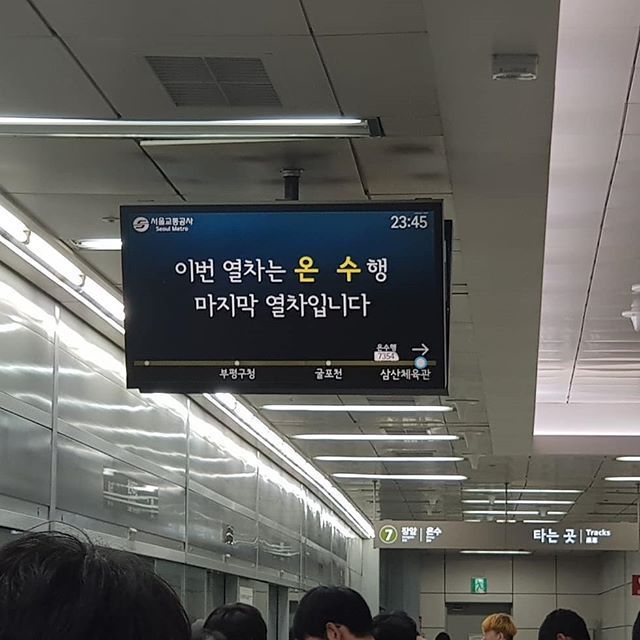 서울교통공사
Seoul Metro
23:45
이번 열차는 온 수행
마지막 열차입니다
온수행
7354
부평구청 굴포천 삼산체육관
7 온수
타는 곳 Tracks